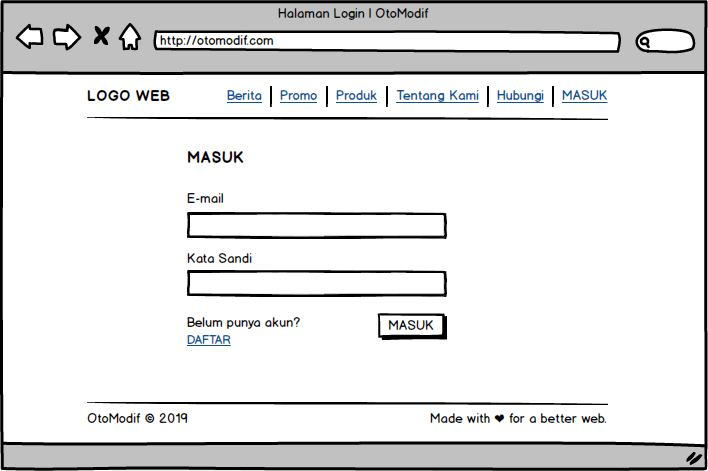 Halaman Login | OtoModif
http://otomodif.com
LOGO WEB Berita | Promo | Produk | Tentang Kami | Hubungi | MASUK
MASUK
E-mail
Kata Sandi
Belum punya akun? MASUK
DAFTAR
OtoModif © 2019 Made with ❤ for a better web.